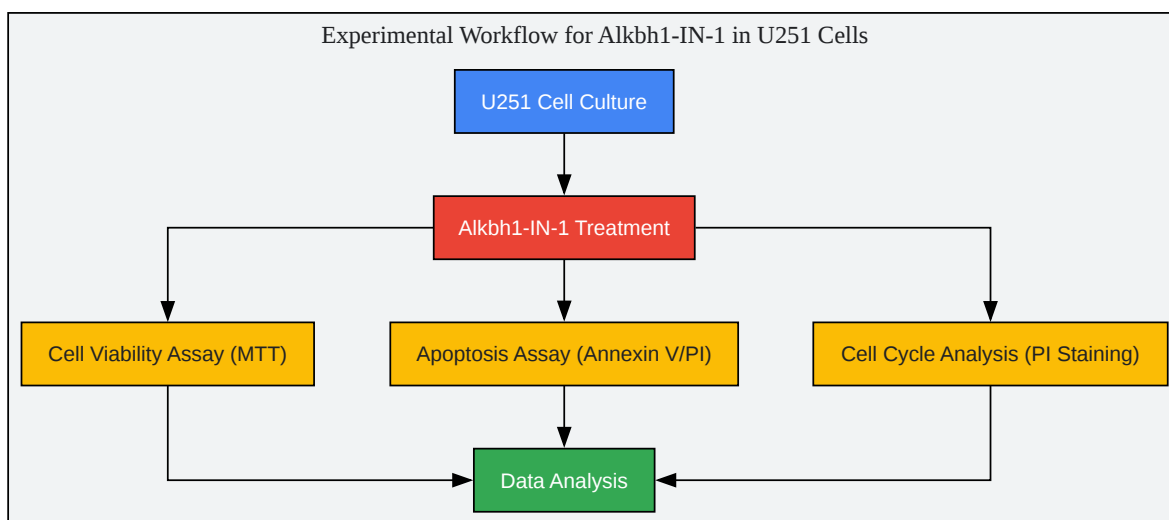 Experimental Workflow for Alkbh1-IN-1 in U251 Cells
U251 Cell Culture
Alkbh1-IN-1 Treatment
Cell Viability Assay (MTT)
Apoptosis Assay (Annexin V/PI)
Cell Cycle Analysis (PI Staining)
Data Analysis